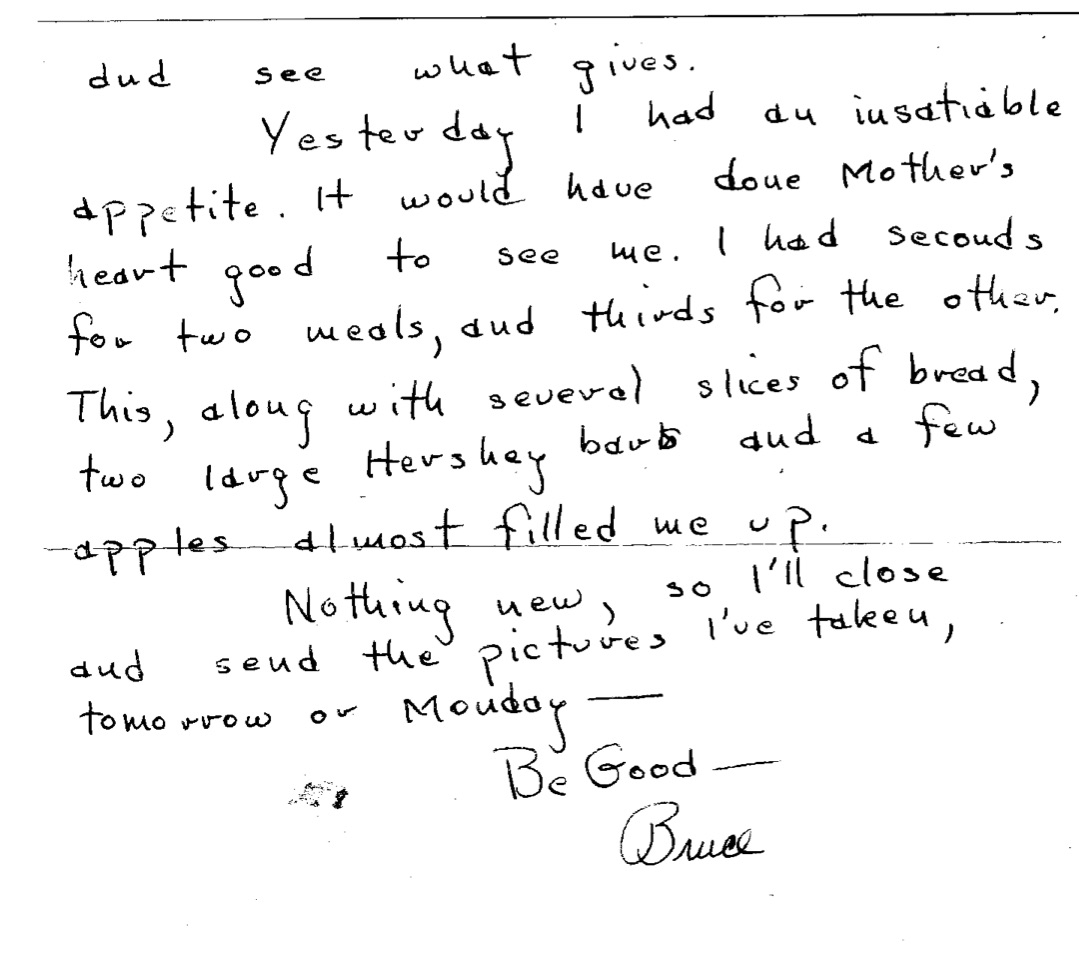 and see what gives.
Yesterday I had an insatiable
appetite. It would have done Mother's
heart good to see me. I had seconds
for two meals, and thirds for the other.
This, along with several slices of bread,
two large Hershey bars and a few
apples almost filled me up.
Nothing new, so I'll close
and send the pictures I've taken,
tomorrow or Monday —
Be Good —
Bruce